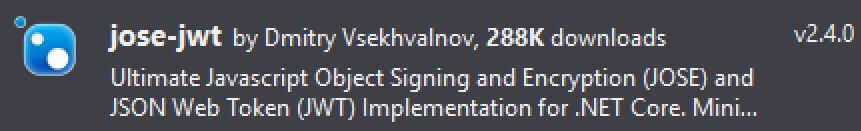 jose-jwt by Dmitry Vsekhvalnov, 288K downloads v2.4.0
Ultimate Javascript Object Signing and Encryption (JOSE) and
JSON Web Token (JWT) Implementation for .NET Core. Mini...